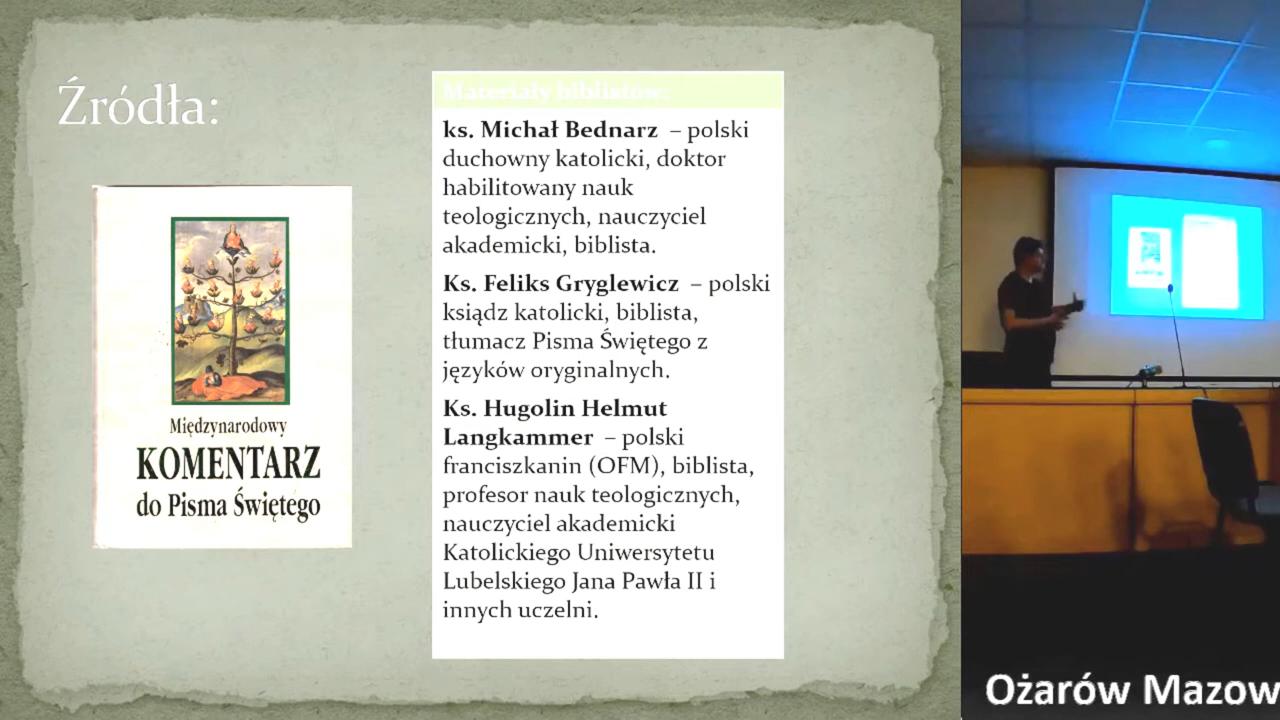 Źródła:
Międzynarodowy
KOMENTARZ
do Pisma Świętego
Materiały biblistów:
ks. Michał Bednarz – polski
duchowny katolicki, doktor
habilitowany nauk
teologicznych, nauczyciel
akademicki, biblista.
Ks. Feliks Gryglewicz – polski
ksiądz katolicki, biblista,
tłumacz Pisma Świętego z
języków oryginalnych.
Ks. Hugolin Helmut
Langkammer – polski
franciszkanin (OFM), biblista,
profesor nauk teologicznych,
nauczyciel akademicki
Katolickiego Uniwersytetu
Lubelskiego Jana Pawła II i
innych uczelni.
Ożarów Mazow